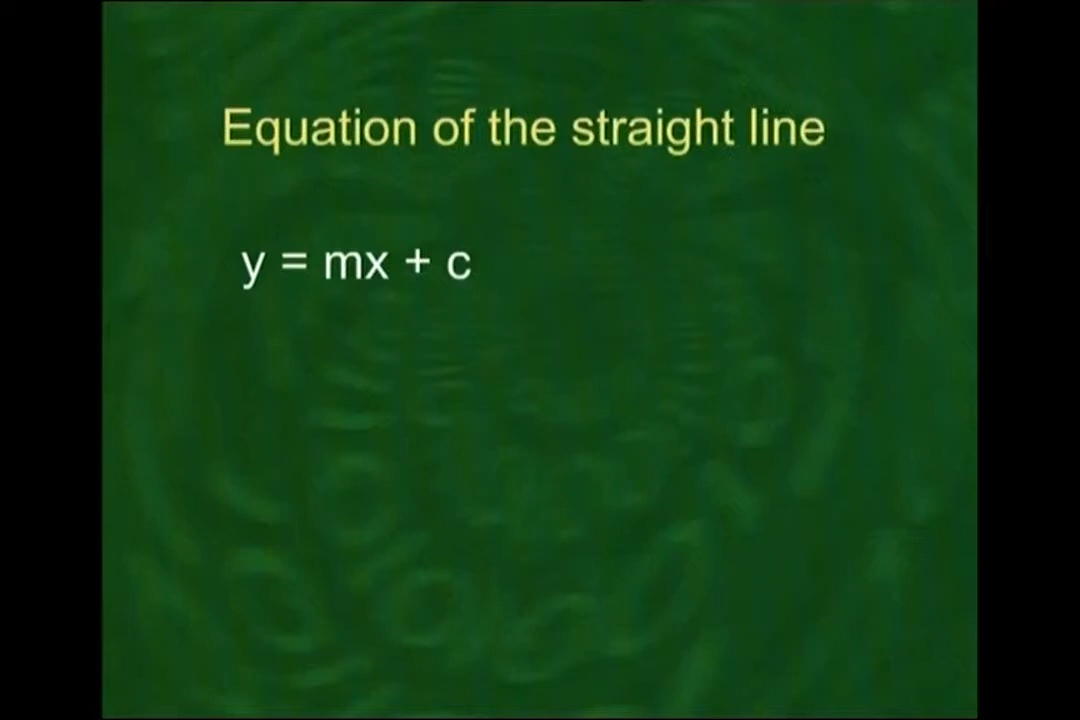 Equation of the straight line
y = mx + c